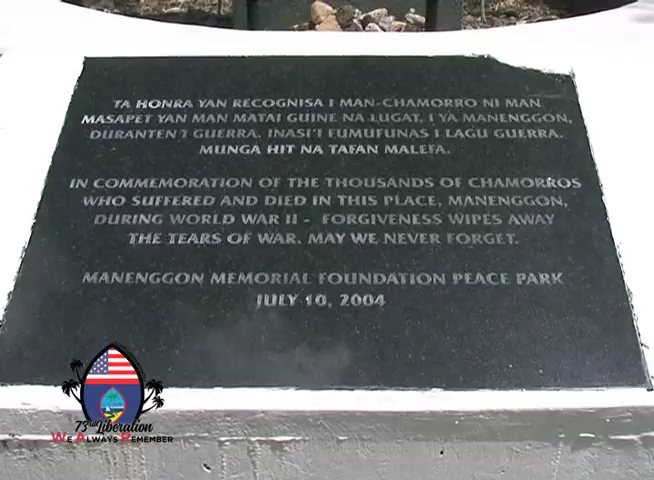 TA HONRA YAN RECOGNISA I MAN-CHAMORRO NI MAN
MASAPET YAN MAN MATAI GUINE NA LUGAT, I YA MANENGGON,
DURANTEN'T GUERRA. INASI'I FUMUFUNAS I LAGU GUERRA.
MUNGA HIT NA TAFAN MALEFA.
IN COMMEMORATION OF THE THOUSANDS OF CHAMORROS
WHO SUFFERED AND DIED IN THIS PLACE, MANENGGON,
DURING WORLD WAR II - FORGIVENESS WIPES AWAY
THE TEARS OF WAR. MAY WE NEVER FORGET.
MANENGGON MEMORIAL FOUNDATION PEACE PARK
JULY 10, 2004
73rd Liberation
WE ALWAYS REMEMBER